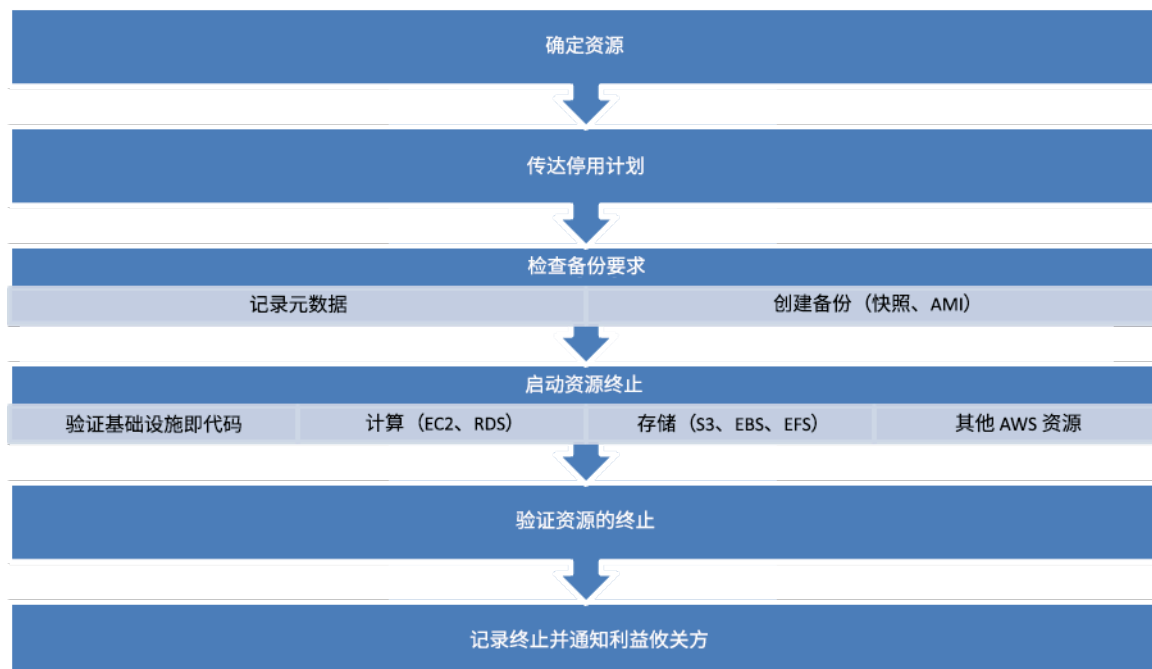 确定资源
传达停用计划
检查备份要求
记录元数据
创建备份（快照、AMI）
启动资源终止
验证基础设施即代码
计算（EC2、RDS）
存储（S3、EBS、EFS）
其他 AWS 资源
验证资源的终止
记录终止并通知利益攸关方